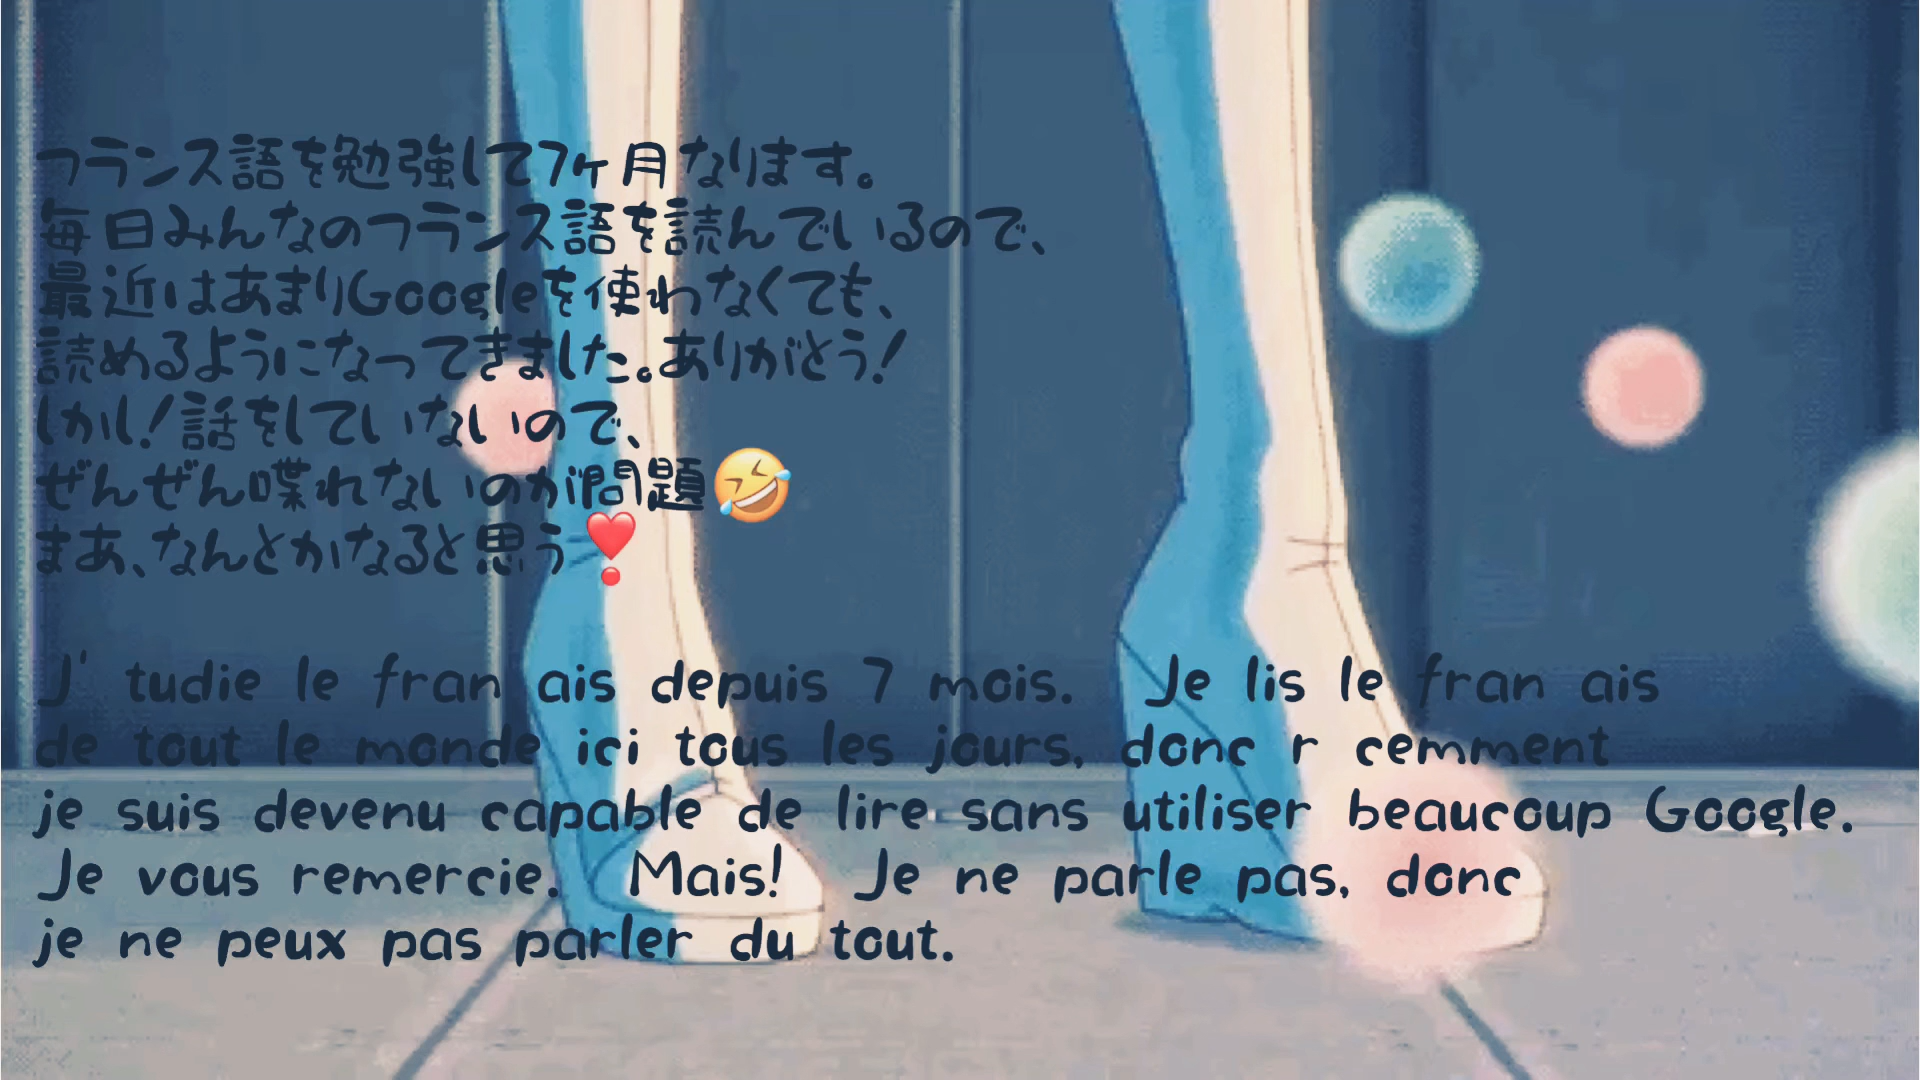 フランス語を勉強して7ヶ月なります。
毎日みんなのフランス語を読んでいるので、
最近はあまりGoogleを使わなくても、
読めるようになってきました。ありがとう！
しかし！話をしていないので、
ぜんぜん喋れないのが問題🤣
まあ、なんとかなると思う❣️
J' tudie le fran ais depuis 7 mois. Je lis le fran ais
de tout le monde ici tous les jours, donc r cemment
je suis devenu capable de lire sans utiliser beaucoup Google.
Je vous remercie. Mais! Je ne parle pas, donc
je ne peux pas parler du tout.